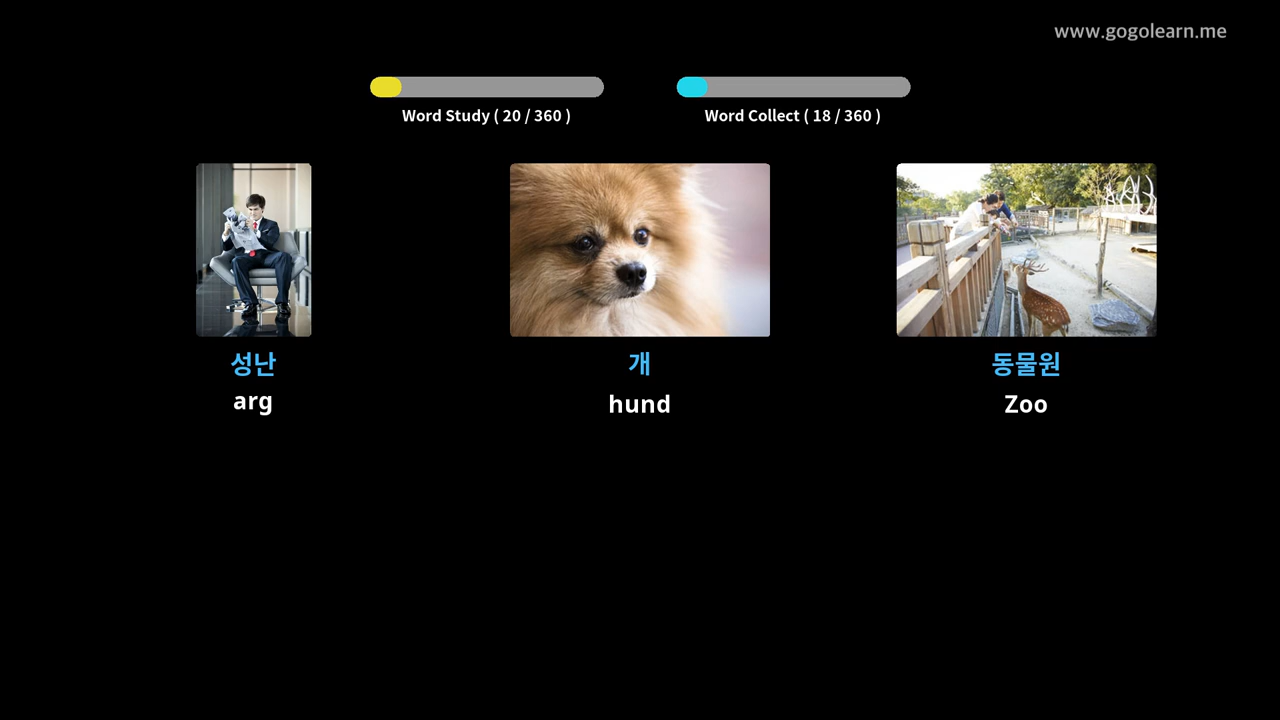 www.gogolearn.me
Word Study ( 20 / 360 )
Word Collect ( 18 / 360 )
성난
arg
개
hund
동물원
Zoo